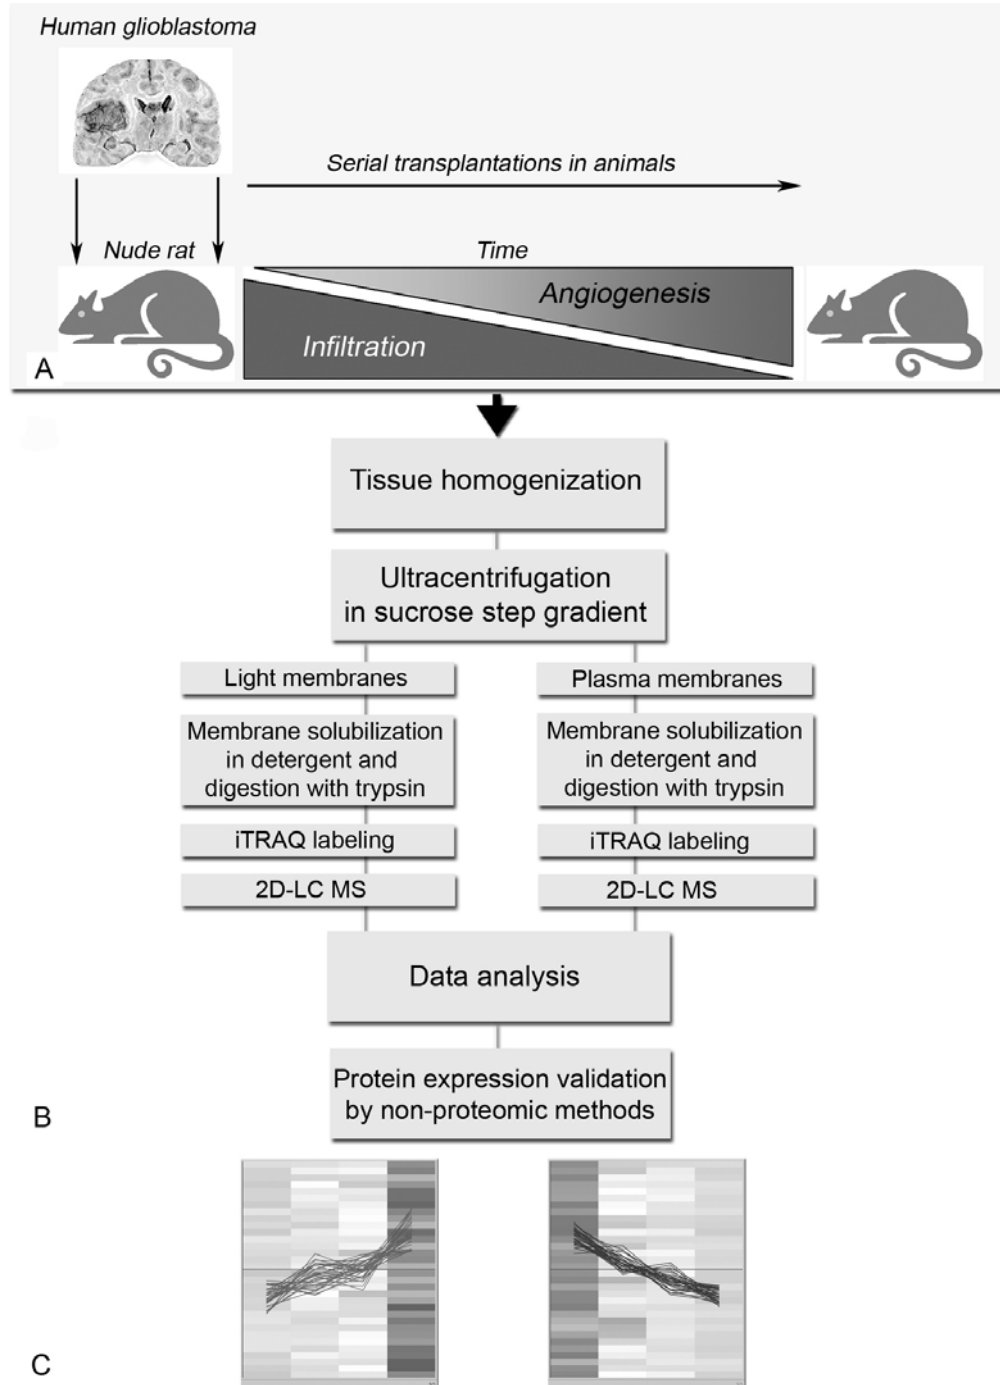 Human glioblastoma
Serial transplantations in animals
Nude rat
Time
Angiogenesis
Infiltration
A
Tissue homogenization
Ultracentrifugation
in sucrose step gradient
Light membranes
Plasma membranes
Membrane solubilization
in detergent and
digestion with trypsin
Membrane solubilization
in detergent and
digestion with trypsin
iTRAQ labeling
iTRAQ labeling
2D-LC MS
2D-LC MS
Data analysis
Protein expression validation
by non-proteomic methods
B
C